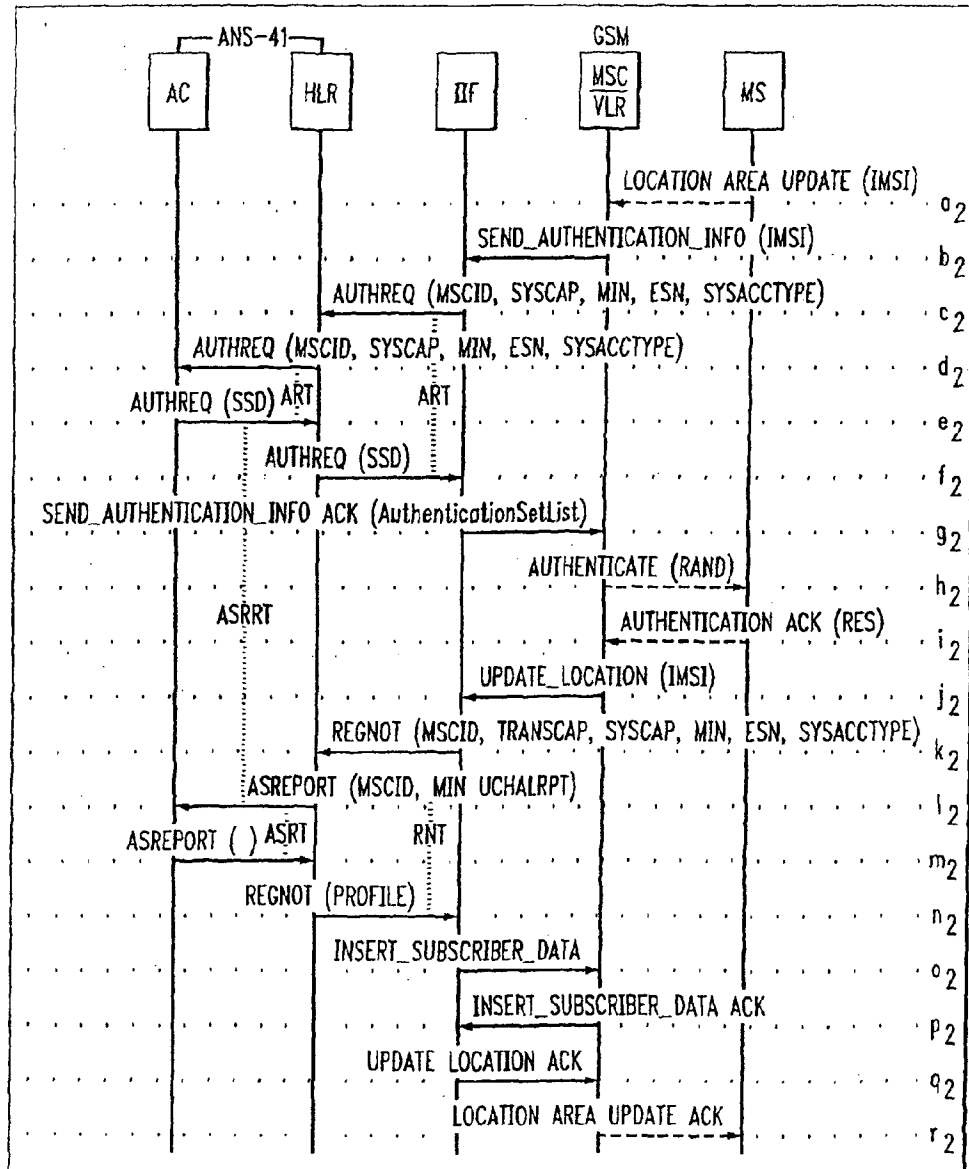 ANS-41
GSM
AC
HLR
IIF
MSC
VLR
MS
LOCATION AREA UPDATE (IMSI)
a2
SEND_AUTHENTICATION_INFO (IMSI)
b2
AUTHREQ (MSCID, SYSCAP, MIN, ESN, SYSACCTYPE)
c2
AUTHREQ (MSCID, SYSCAP, MIN, ESN, SYSACCTYPE)
d2
ART
ART
AUTHREQ (SSD)
e2
AUTHREQ (SSD)
f2
SEND_AUTHENTICATION_INFO ACK (AuthenticationSetList)
g2
AUTHENTICATE (RAND)
h2
ASRRT
AUTHENTICATION ACK (RES)
i2
UPDATE_LOCATION (IMSI)
j2
REGNOT (MSCID, TRANSCAP, SYSCAP, MIN, ESN, SYSACCTYPE)
k2
ASREPORT (MSCID, MIN UCHALRPT)
l2
ASRT
RNT
ASREPORT ( )
m2
REGNOT (PROFILE)
n2
INSERT_SUBSCRIBER_DATA
o2
INSERT_SUBSCRIBER_DATA ACK
p2
UPDATE LOCATION ACK
q2
LOCATION AREA UPDATE ACK
r2